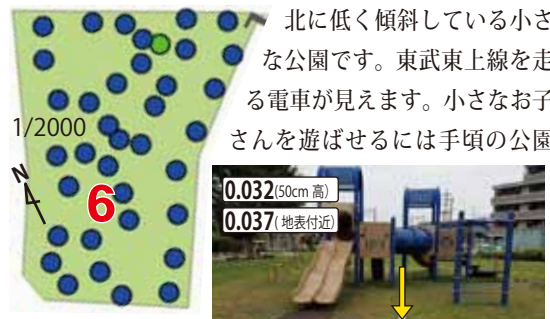 北に低く傾斜している小さ
な公園です。東武東上線を走
る電車が見えます。小さなお子
さんを遊ばせるには手頃の公園
1/2000
N
6
0.032(50cm 高)
0.037(地表付近)